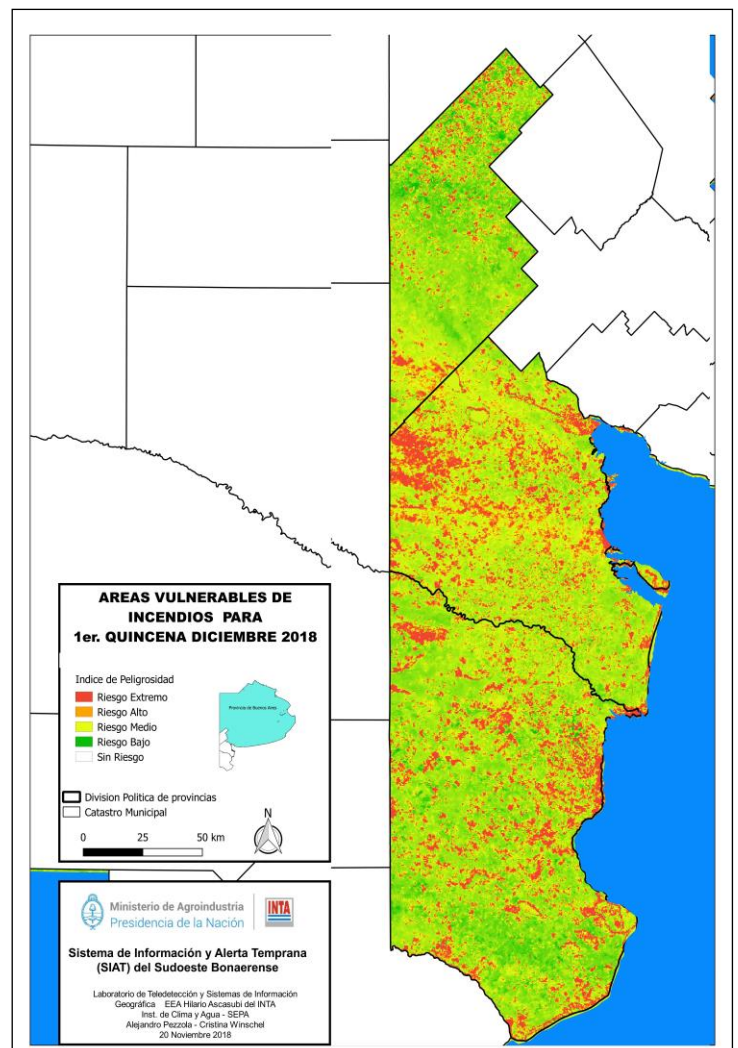 AREAS VULNERABLES DE
INCENDIOS PARA
1er. QUINCENA DICIEMBRE 2018
Indice de Peligrosidad
Riesgo Extremo
Riesgo Alto
Riesgo Medio
Riesgo Bajo
Sin Riesgo
Provincia de Buenos Aires
Division Politica de provincias
Catastro Municipal
N
0 25 50 km
Ministerio de Agroindustria
Presidencia de la Nación
INTA
Sistema de Información y Alerta Temprana
(SIAT) del Sudoeste Bonaerense
Laboratorio de Teledetección y Sistemas de Información
Geográfica EEA Hilario Ascasubi del INTA
Inst. de Clima y Agua - SEPA
Alejandro Pezzola - Cristina Winschel
20 Noviembre 2018